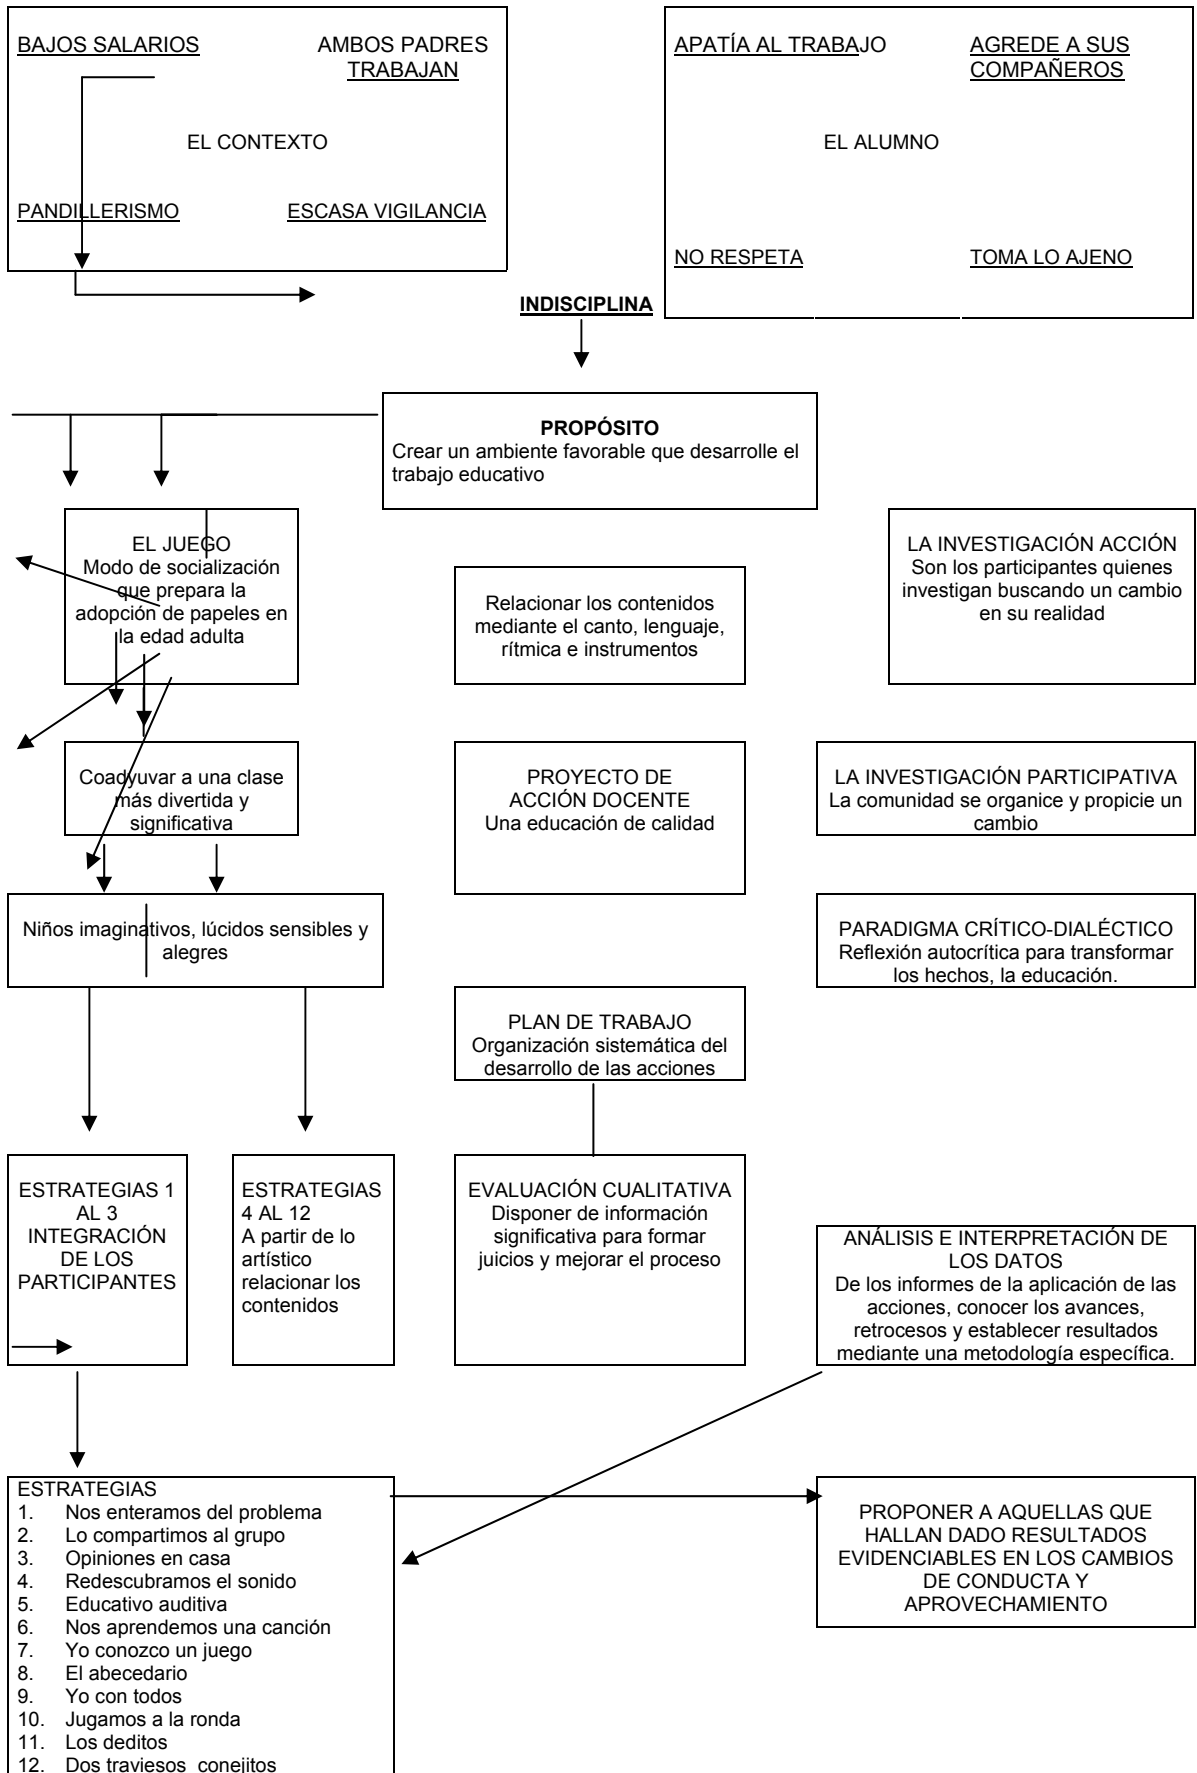 BAJOS SALARIOS
AMBOS PADRES
TRABAJAN
EL CONTEXTO
PANDILLERISMO
ESCASA VIGILANCIA
APATÍA AL TRABAJO
AGREDE A SUS
COMPAÑEROS
EL ALUMNO
NO RESPETA
TOMA LO AJENO
INDISCIPLINA
PROPÓSITO
Crear un ambiente favorable que desarrolle el
trabajo educativo
EL JUEGO
Modo de socialización
que prepara la
adopción de papeles en
la edad adulta
Relacionar los contenidos
mediante el canto, lenguaje,
rítmica e instrumentos
LA INVESTIGACIÓN ACCIÓN
Son los participantes quienes
investigan buscando un cambio
en su realidad
Coadyuvar a una clase
más divertida y
significativa
PROYECTO DE
ACCIÓN DOCENTE
Una educación de calidad
LA INVESTIGACIÓN PARTICIPATIVA
La comunidad se organice y propicie un
cambio
Niños imaginativos, lúcidos sensibles y
alegres
PARADIGMA CRÍTICO-DIALÉCTICO
Reflexión autocrítica para transformar
los hechos, la educación.
PLAN DE TRABAJO
Organización sistemática del
desarrollo de las acciones
ESTRATEGIAS 1
AL 3
INTEGRACIÓN
DE LOS
PARTICIPANTES
ESTRATEGIAS
4 AL 12
A partir de lo
artístico
relacionar los
contenidos
EVALUACIÓN CUALITATIVA
Disponer de información
significativa para formar
juicios y mejorar el proceso
ANÁLISIS E INTERPRETACIÓN DE
LOS DATOS
De los informes de la aplicación de las
acciones, conocer los avances,
retrocesos y establecer resultados
mediante una metodología específica.
ESTRATEGIAS
1. Nos enteramos del problema
2. Lo compartimos al grupo
3. Opiniones en casa
4. Redescubramos el sonido
5. Educativo auditiva
6. Nos aprendemos una canción
7. Yo conozco un juego
8. El abecedario
9. Yo con todos
10. Jugamos a la ronda
11. Los deditos
12. Dos traviesos conejitos
PROPONER A AQUELLAS QUE
HALLAN DADO RESULTADOS
EVIDENCIABLES EN LOS CAMBIOS
DE CONDUCTA Y
APROVECHAMIENTO